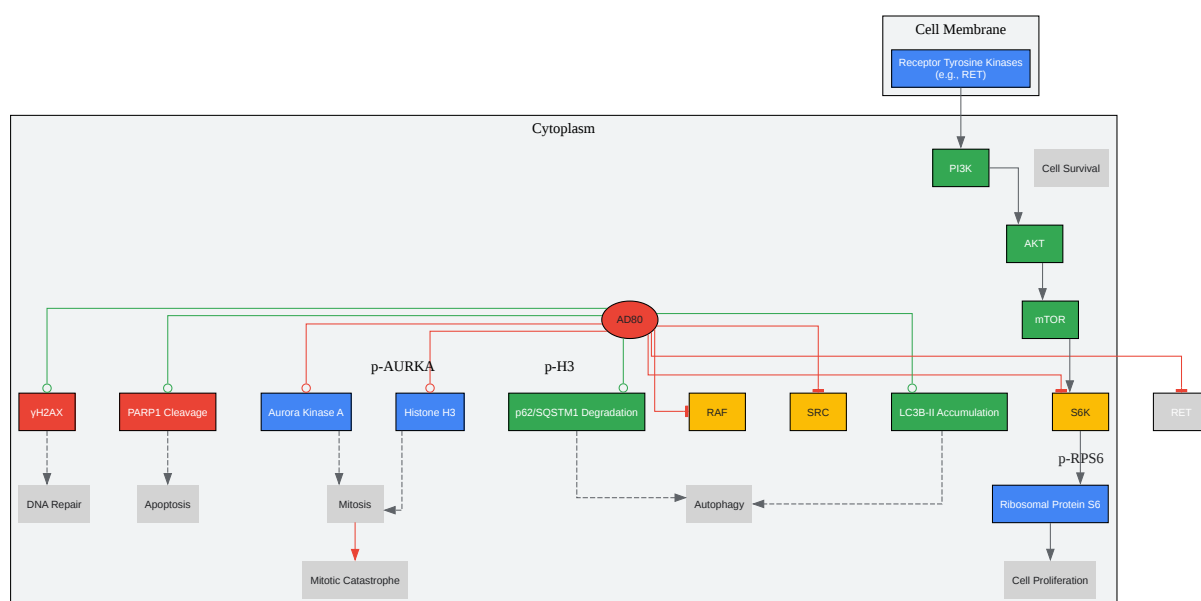 Cell Membrane
Receptor Tyrosine Kinases
(e.g., RET)
Cytoplasm
PI3K
Cell Survival
AKT
AD80
mTOR
p-AURKA
p-H3
γH2AX
PARP1 Cleavage
Aurora Kinase A
Histone H3
p62/SQSTM1 Degradation
RAF
SRC
LC3B-II Accumulation
S6K
RET
p-RPS6
DNA Repair
Apoptosis
Mitosis
Autophagy
Ribosomal Protein S6
Mitotic Catastrophe
Cell Proliferation